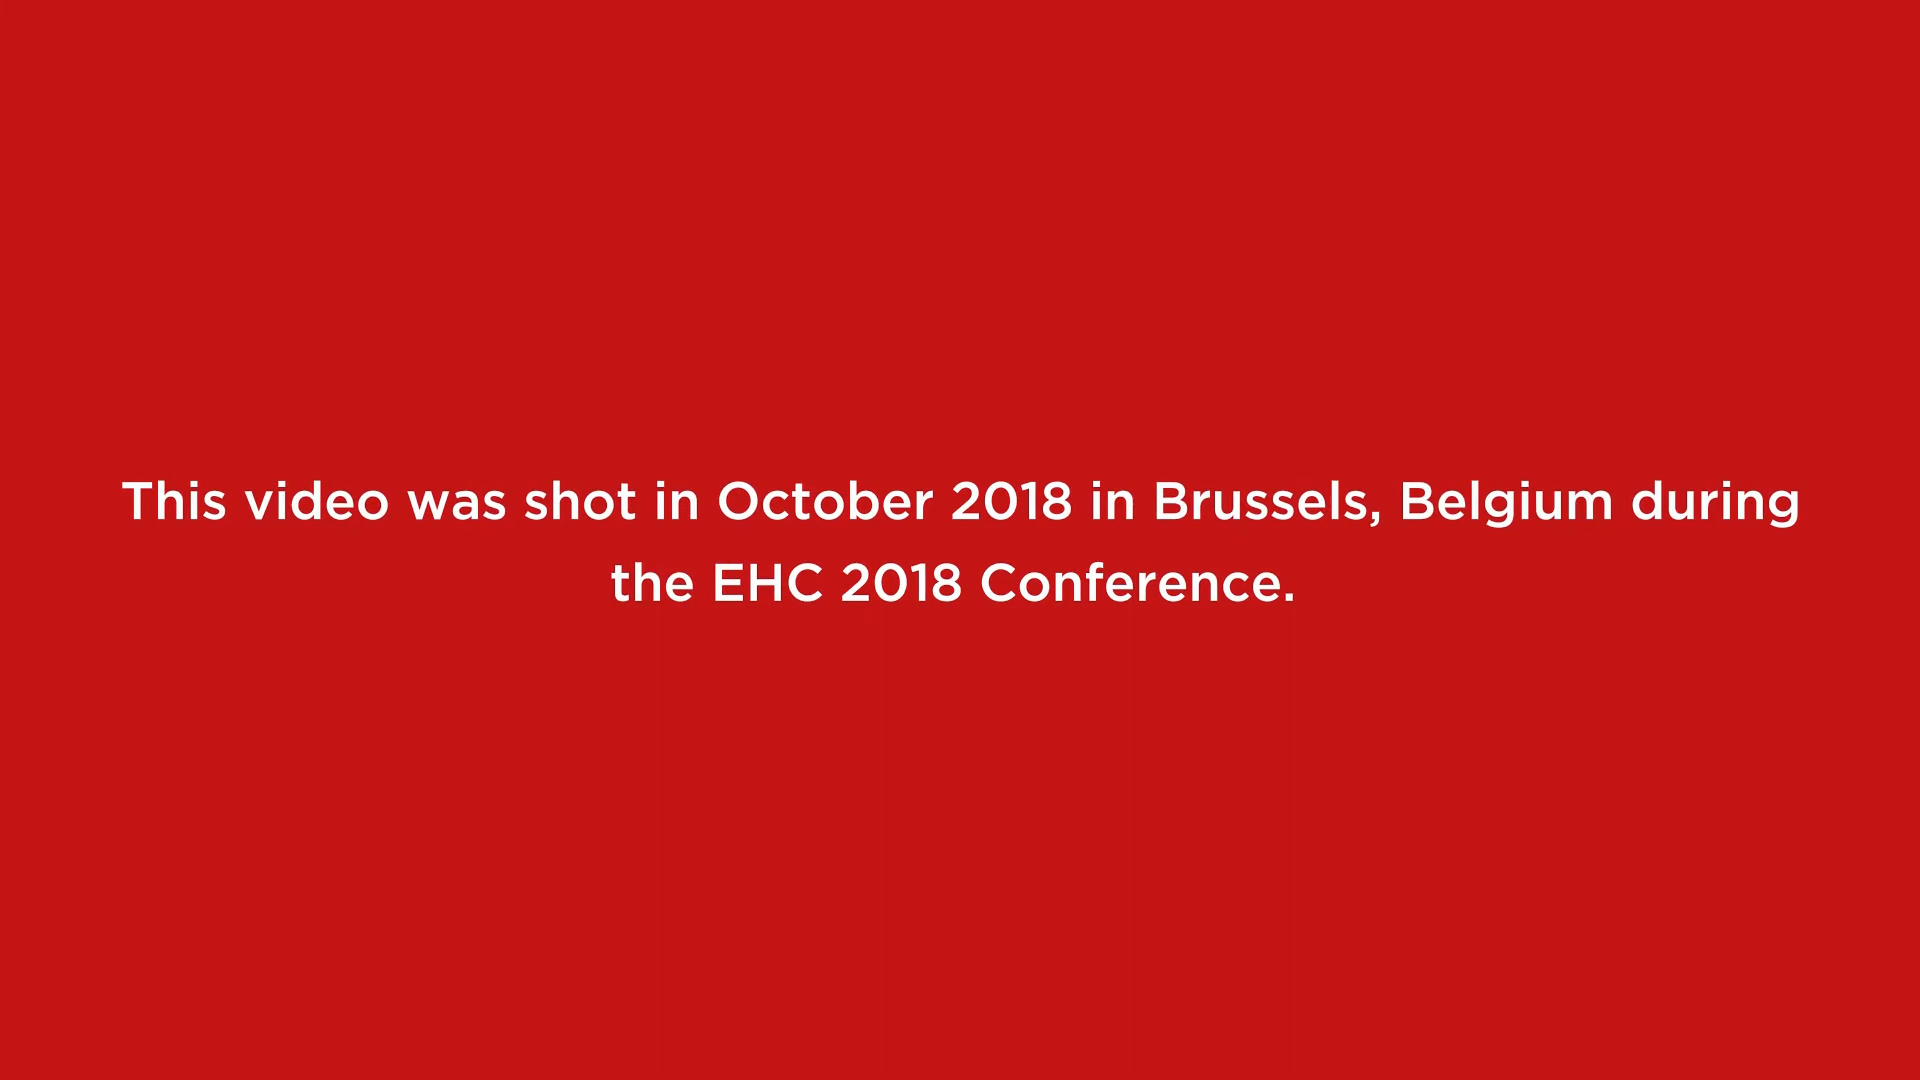 This video was shot in October 2018 in Brussels, Belgium during
the EHC 2018 Conference.